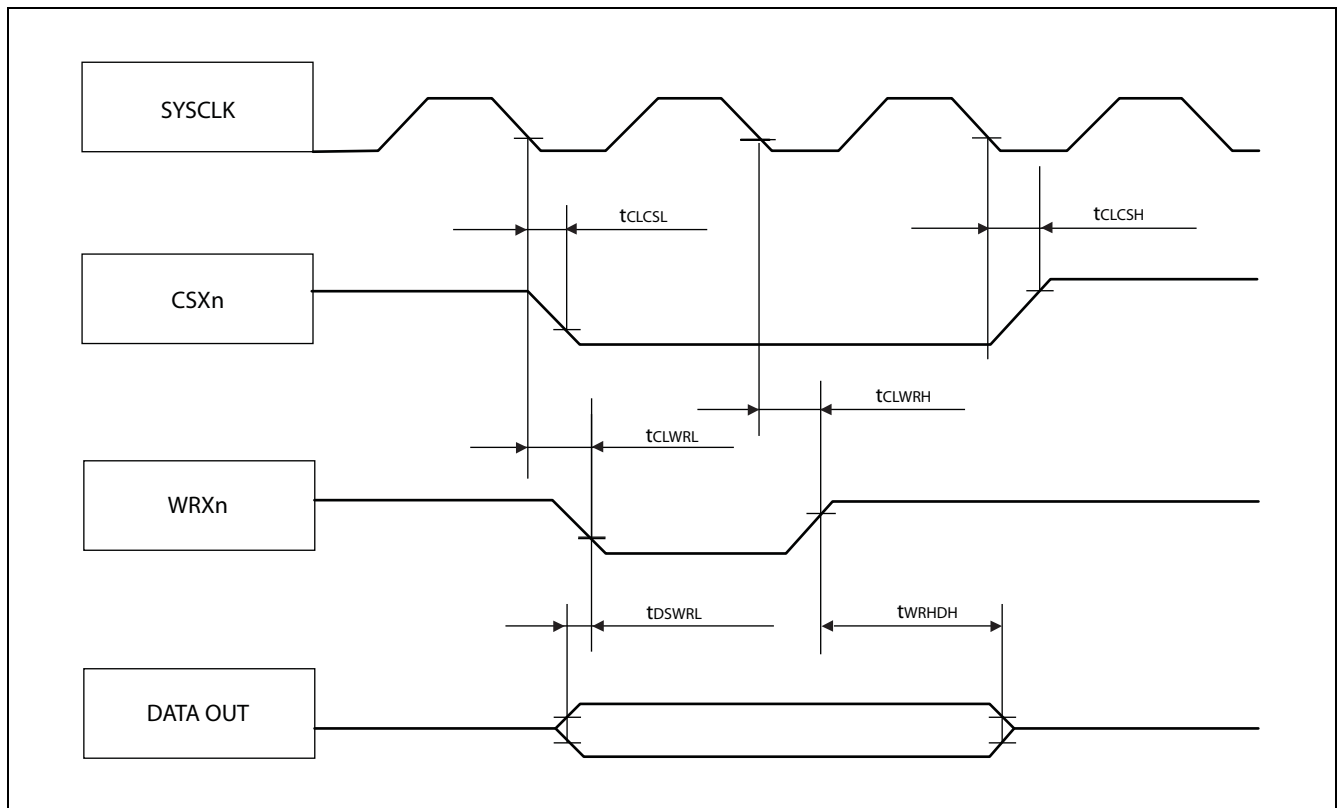 SYSCLK
tCLCSL
tCLCSH
CSXn
tCLWRH
tCLWRL
WRXn
tDSWRL
tWRHDH
DATA OUT